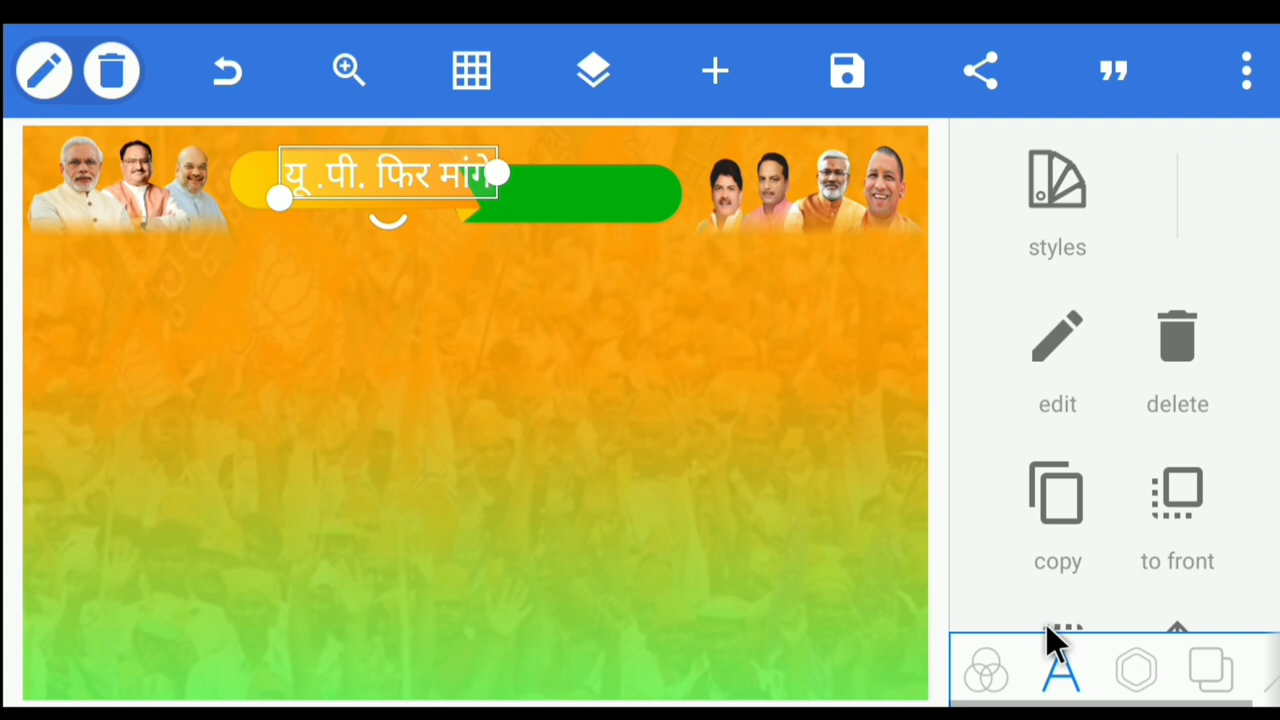 यू .पी. फिर मांगे
styles
edit
delete
copy
to front